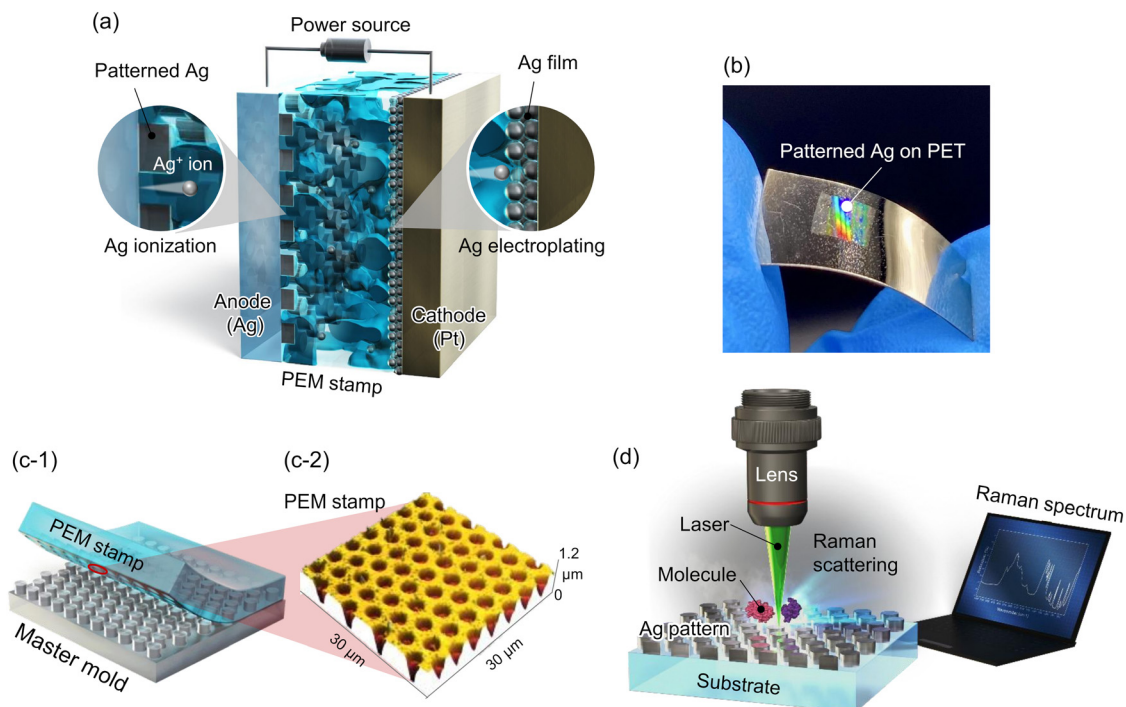 (a)
Power source
Patterned Ag
Ag film
Ag⁺ ion
Ag ionization
Ag electroplating
Anode
(Ag)
Cathode
(Pt)
PEM stamp
(b)
Patterned Ag on PET
(c-1)
PEM stamp
Master mold
(c-2)
PEM stamp
1.2
μm
0
30 μm
30 μm
(d)
Lens
Laser
Raman
scattering
Molecule
Ag pattern
Substrate
Raman spectrum